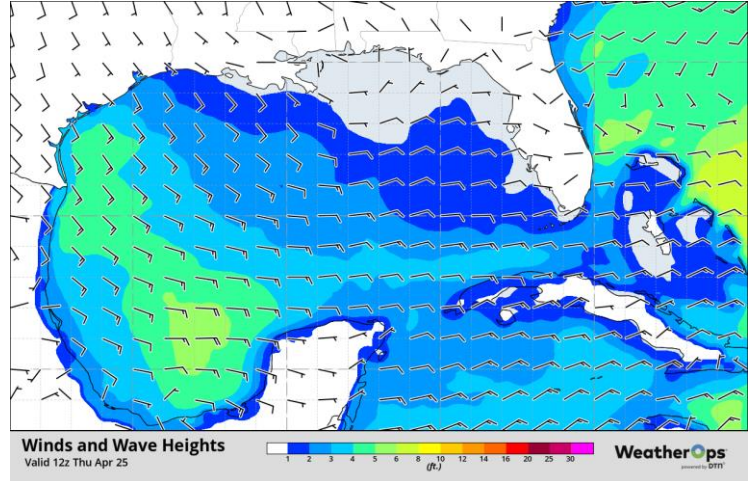 Winds and Wave Heights
Valid 12z Thu Apr 25
1 2 3 4 5 6 8 10 12 14 16 20 25 30
(ft.)
WeatherOps
powered by DTN